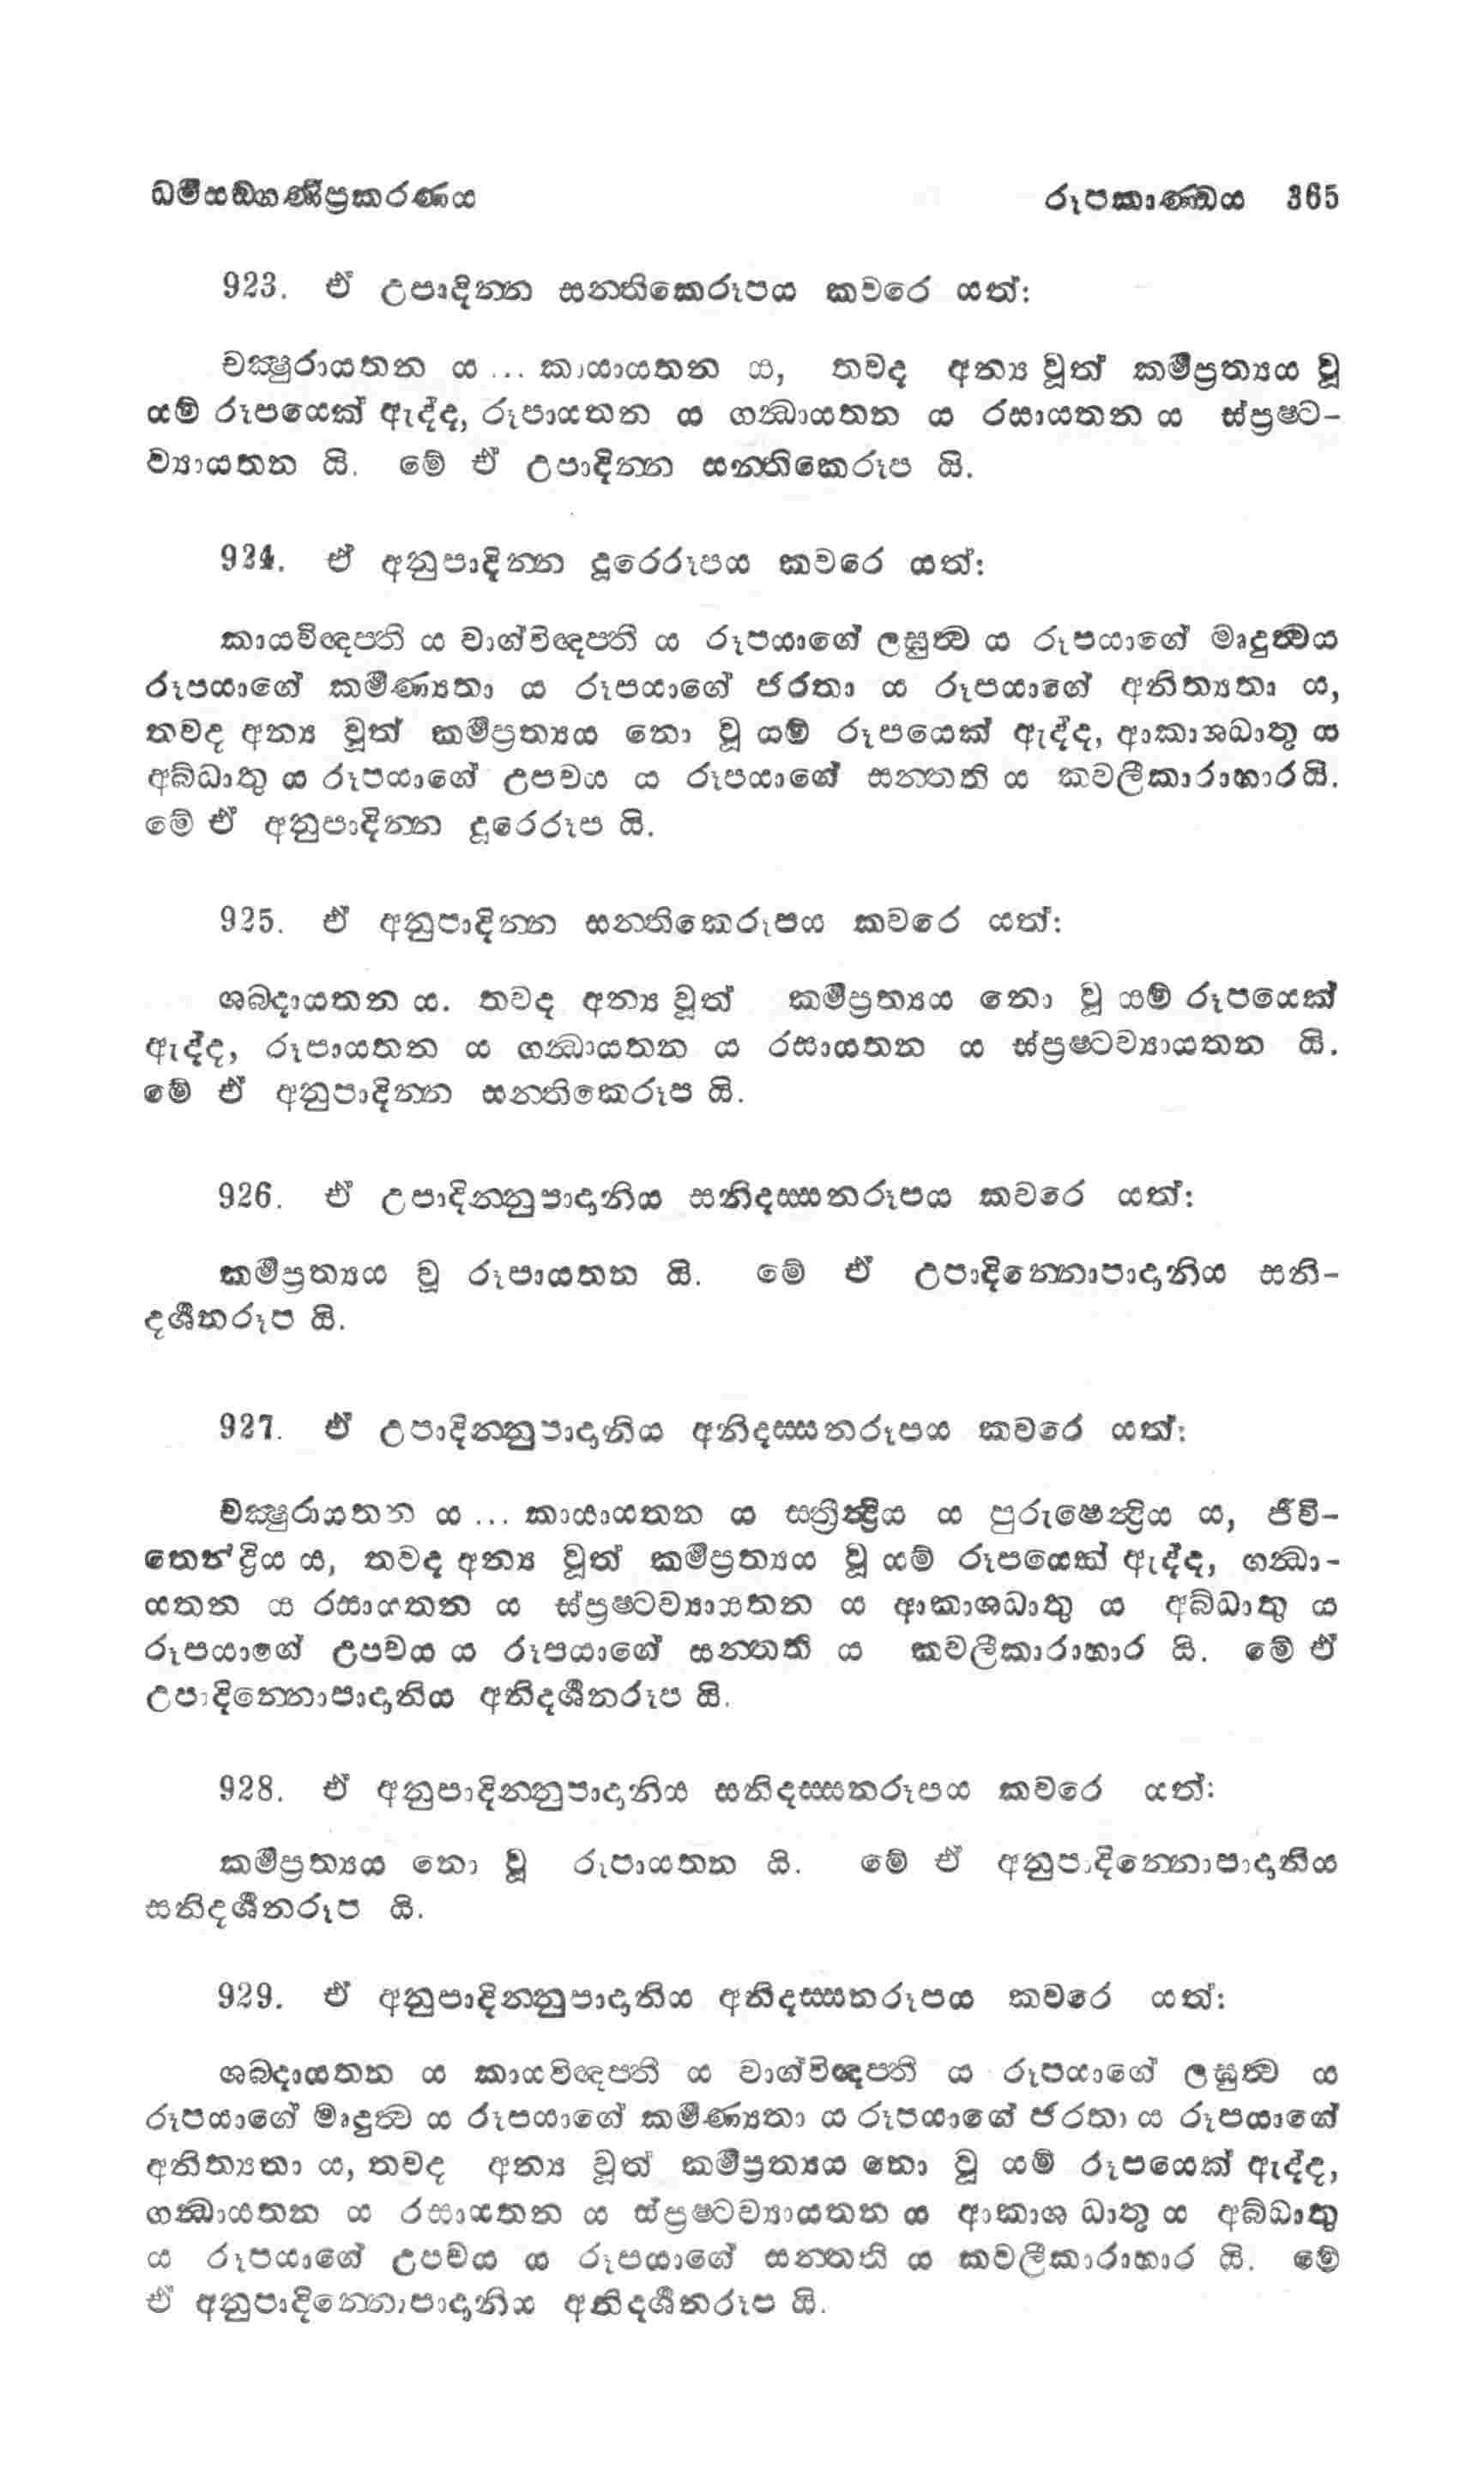 ධර්මසඞ්ගණීප්‍රකරණය රූපකාණ්ඩය 365
923. ඒ උපාදින්න සන්තිකෙරූපය කවරෙ යත්:
චක්ෂුරායතන ය ... කායායතන ය, තවද අන්‍ය වූත් කර්මප්‍රත්‍යය වූ
යම් රූපයෙක් ඇද්ද, රූපායතන ය ගන්ධායතන ය රසායතන ය ස්ප්‍රෂ්ට-
ව්‍යායතන යි. මේ ඒ උපාදින්න සන්තිකෙරූප යි.
924. ඒ අනුපාදින්න දූරෙරූපය කවරෙ යත්:
කායවිඥප්ති ය වාග්විඥප්ති ය රූපයාගේ ලඝුත්‍ව ය රූපයාගේ මෘදුත්‍වය
රූපයාගේ කර්මණ්‍යතා ය රූපයාගේ ජරතා ය රූපයාගේ අනිත්‍යතා ය,
තවද අන්‍ය වූත් කර්මප්‍රත්‍යය නො වූ යම් රූපයෙක් ඇද්ද, ආකාශධාතු ය
අබ්ධාතු ය රූපයාගේ උපචය ය රූපයාගේ සන්තති ය කවලීකාරාහාරයි.
මේ ඒ අනුපාදින්න දූරෙරූප යි.
925. ඒ අනුපාදින්න සන්තිකෙරූපය කවරෙ යත්:
ශබ්දායතන ය. තවද අන්‍ය වූත් කර්මප්‍රත්‍යය නො වූ යම් රූපයෙක්
ඇද්ද, රූපායතන ය ගන්ධායතන ය රසායතන ය ස්ප්‍රෂ්ටව්‍යායතන යි.
මේ ඒ අනුපාදින්න සන්තිකෙරූප යි.
926. ඒ උපාදින්නුපාදානිය සනිදස්සනරූපය කවරෙ යත්:
කර්මප්‍රත්‍යය වූ රූපායතන යි. මේ ඒ උපාදින්නොපාදානිය සනි-
දර්ශනරූප යි.
927. ඒ උපාදින්නුපාදානිය අනිදස්සනරූපය කවරෙ යත්:
චක්ෂුරායතන ය ... කායායතන ය ස්ත්‍රීන්ද්‍රිය ය පුරුෂෙන්ද්‍රිය ය, ජීවි-
තෙන්ද්‍රිය ය, තවද අන්‍ය වූත් කර්මප්‍රත්‍යය වූ යම් රූපයෙක් ඇද්ද, ගන්ධා-
යතන ය රසායතන ය ස්ප්‍රෂ්ටව්‍යායතන ය ආකාශධාතු ය අබ්ධාතු ය
රූපයාගේ උපචය ය රූපයාගේ සන්තති ය කවලීකාරාහාර යි. මේ ඒ
උපාදින්නොපාදානිය අනිදර්ශනරූප යි.
928. ඒ අනුපාදින්නුපාදානිය සනිදස්සනරූපය කවරෙ යත්:
කර්මප්‍රත්‍යය නො වූ රූපායතන යි. මේ ඒ අනුපාදින්නොපාදානිය
සනිදර්ශනරූප යි.
929. ඒ අනුපාදින්නුපාදානිය අනිදස්සනරූපය කවරෙ යත්:
ශබ්දායතන ය කායවිඥප්ති ය වාග්විඥප්ති ය රූපයාගේ ලඝුත්‍ව ය
රූපයාගේ මෘදුත්‍ව ය රූපයාගේ කර්මණ්‍යතා ය රූපයාගේ ජරතා ය රූපයාගේ
අනිත්‍යතා ය, තවද අන්‍ය වූත් කර්මප්‍රත්‍යය නො වූ යම් රූපයෙක් ඇද්ද,
ගන්ධායතන ය රසායතන ය ස්ප්‍රෂ්ටව්‍යායතන ය ආකාශ ධාතු ය අබ්ධාතු
ය රූපයාගේ උපචය ය රූපයාගේ සන්තති ය කවලීකාරාහාර යි. මේ
ඒ අනුපාදින්නොපාදානිය අනිදර්ශනරූප යි.